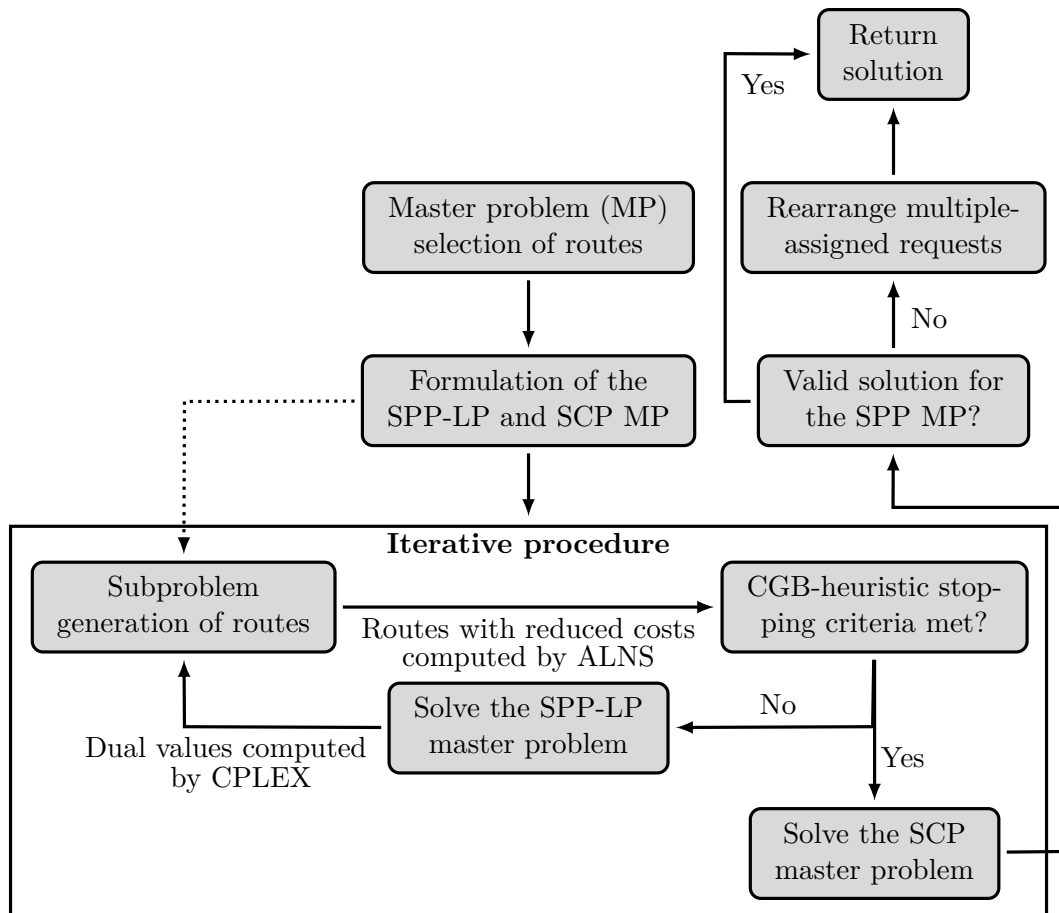 Return
solution
Yes
Master problem (MP)
selection of routes
Rearrange multiple-
assigned requests
No
Formulation of the
SPP-LP and SCP MP
Valid solution for
the SPP MP?
Iterative procedure
Subproblem
generation of routes
Routes with reduced costs
computed by ALNS
CGB-heuristic stop-
ping criteria met?
Solve the SPP-LP
master problem
No
Dual values computed
by CPLEX
Yes
Solve the SCP
master problem